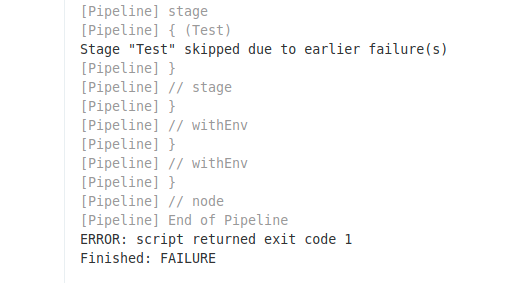 [Pipeline] stage
[Pipeline] { (Test)
Stage "Test" skipped due to earlier failure(s)
[Pipeline] }
[Pipeline] // stage
[Pipeline] }
[Pipeline] // withEnv
[Pipeline] }
[Pipeline] // withEnv
[Pipeline] }
[Pipeline] // node
[Pipeline] End of Pipeline
ERROR: script returned exit code 1
Finished: FAILURE